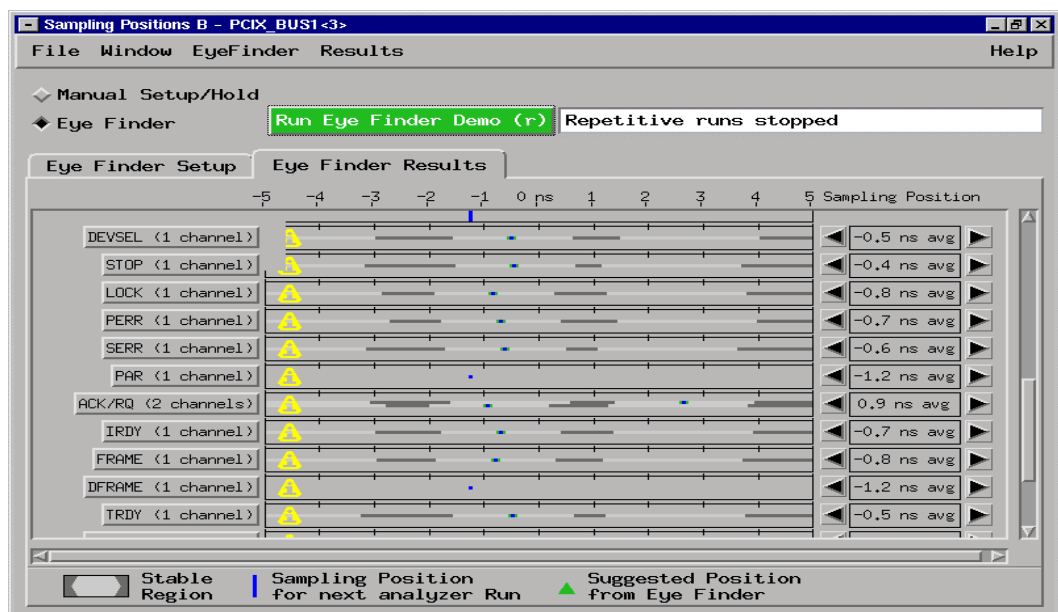 Sampling Positions B - PCIX_BUS1<3>
File Window EyeFinder Results Help
Manual Setup/Hold
Eye Finder Run Eye Finder Demo (r) Repetitive runs stopped
Eye Finder Setup Eye Finder Results
-5 -4 -3 -2 -1 0 ns 1 2 3 4 5 Sampling Position
DEVSEL (1 channel) -0.5 ns avg
STOP (1 channel) -0.4 ns avg
LOCK (1 channel) -0.8 ns avg
PERR (1 channel) -0.7 ns avg
SERR (1 channel) -0.6 ns avg
PAR (1 channel) -1.2 ns avg
ACK/RQ (2 channels) 0.9 ns avg
IRDY (1 channel) -0.7 ns avg
FRAME (1 channel) -0.8 ns avg
DFRAME (1 channel) -1.2 ns avg
TRDY (1 channel) -0.5 ns avg
Stable Region
Sampling Position for next analyzer Run
Suggested Position from Eye Finder